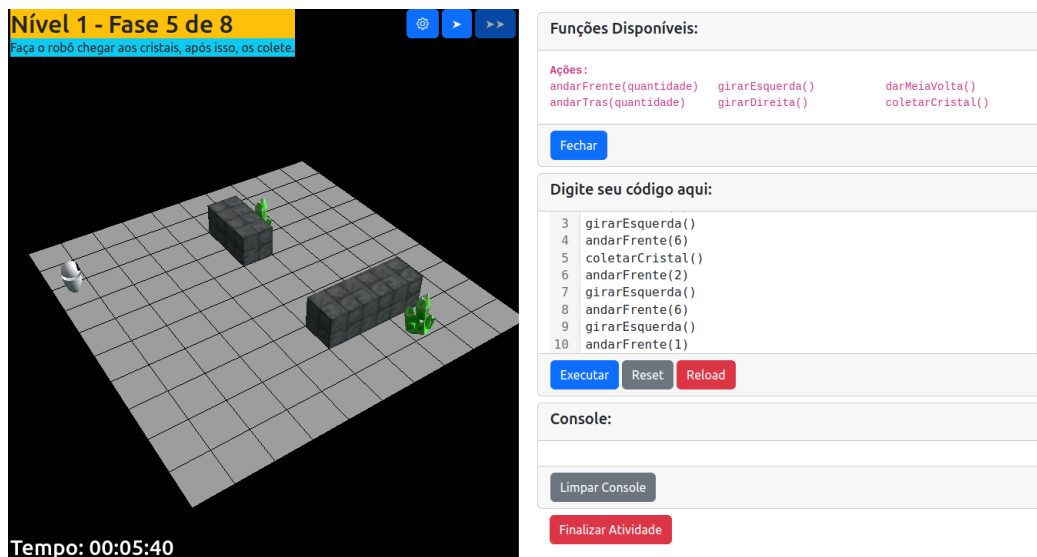 Nível 1 - Fase 5 de 8
Faça o robô chegar aos cristais, após isso, os colete.
Tempo: 00:05:40
Funções Disponíveis:
Ações:
andarFrente(quantidade) girarEsquerda() darMeiaVolta()
andarTras(quantidade) girarDireita() coletarCristal()
Fechar
Digite seu código aqui:
3 girarEsquerda()
4 andarFrente(6)
5 coletarCristal()
6 andarFrente(2)
7 girarEsquerda()
8 andarFrente(6)
9 girarEsquerda()
10 andarFrente(1)
Executar Reset Reload
Console:
Limpar Console
Finalizar Atividade